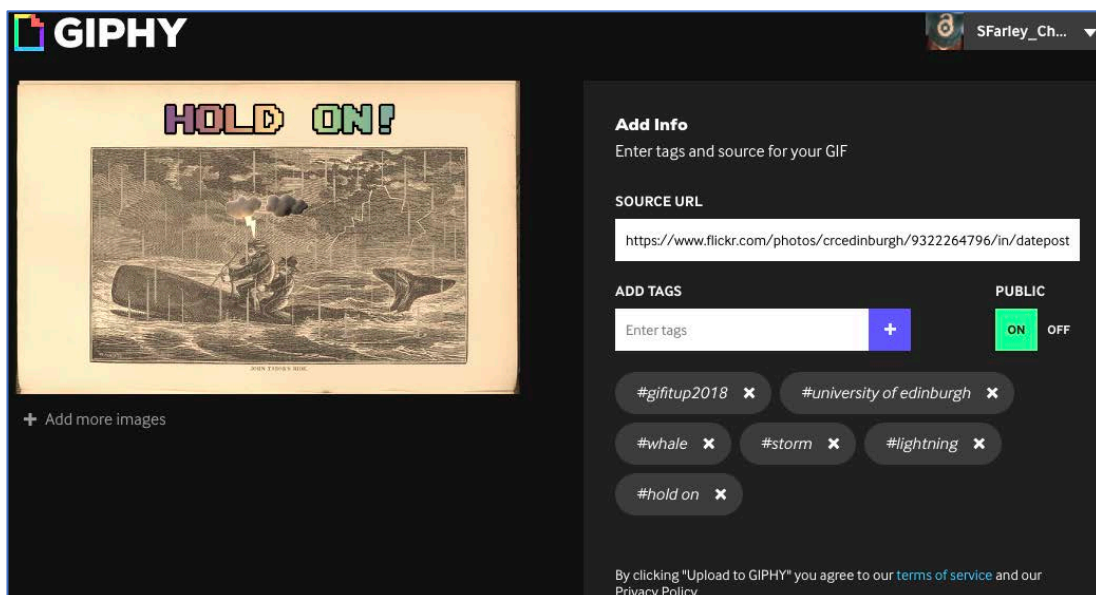 GIPHY
SFarley_Ch...
HOLD ON!
JOHN TABOR'S RIDE.
+ Add more images
Add Info
Enter tags and source for your GIF
SOURCE URL
https://www.flickr.com/photos/crcedinburgh/9322264796/in/datepost
ADD TAGS
PUBLIC
Enter tags
+
ON OFF
#gifitup2018 ×
#university of edinburgh ×
#whale ×
#storm ×
#lightning ×
#hold on ×
By clicking "Upload to GIPHY" you agree to our terms of service and our
Privacy Policy